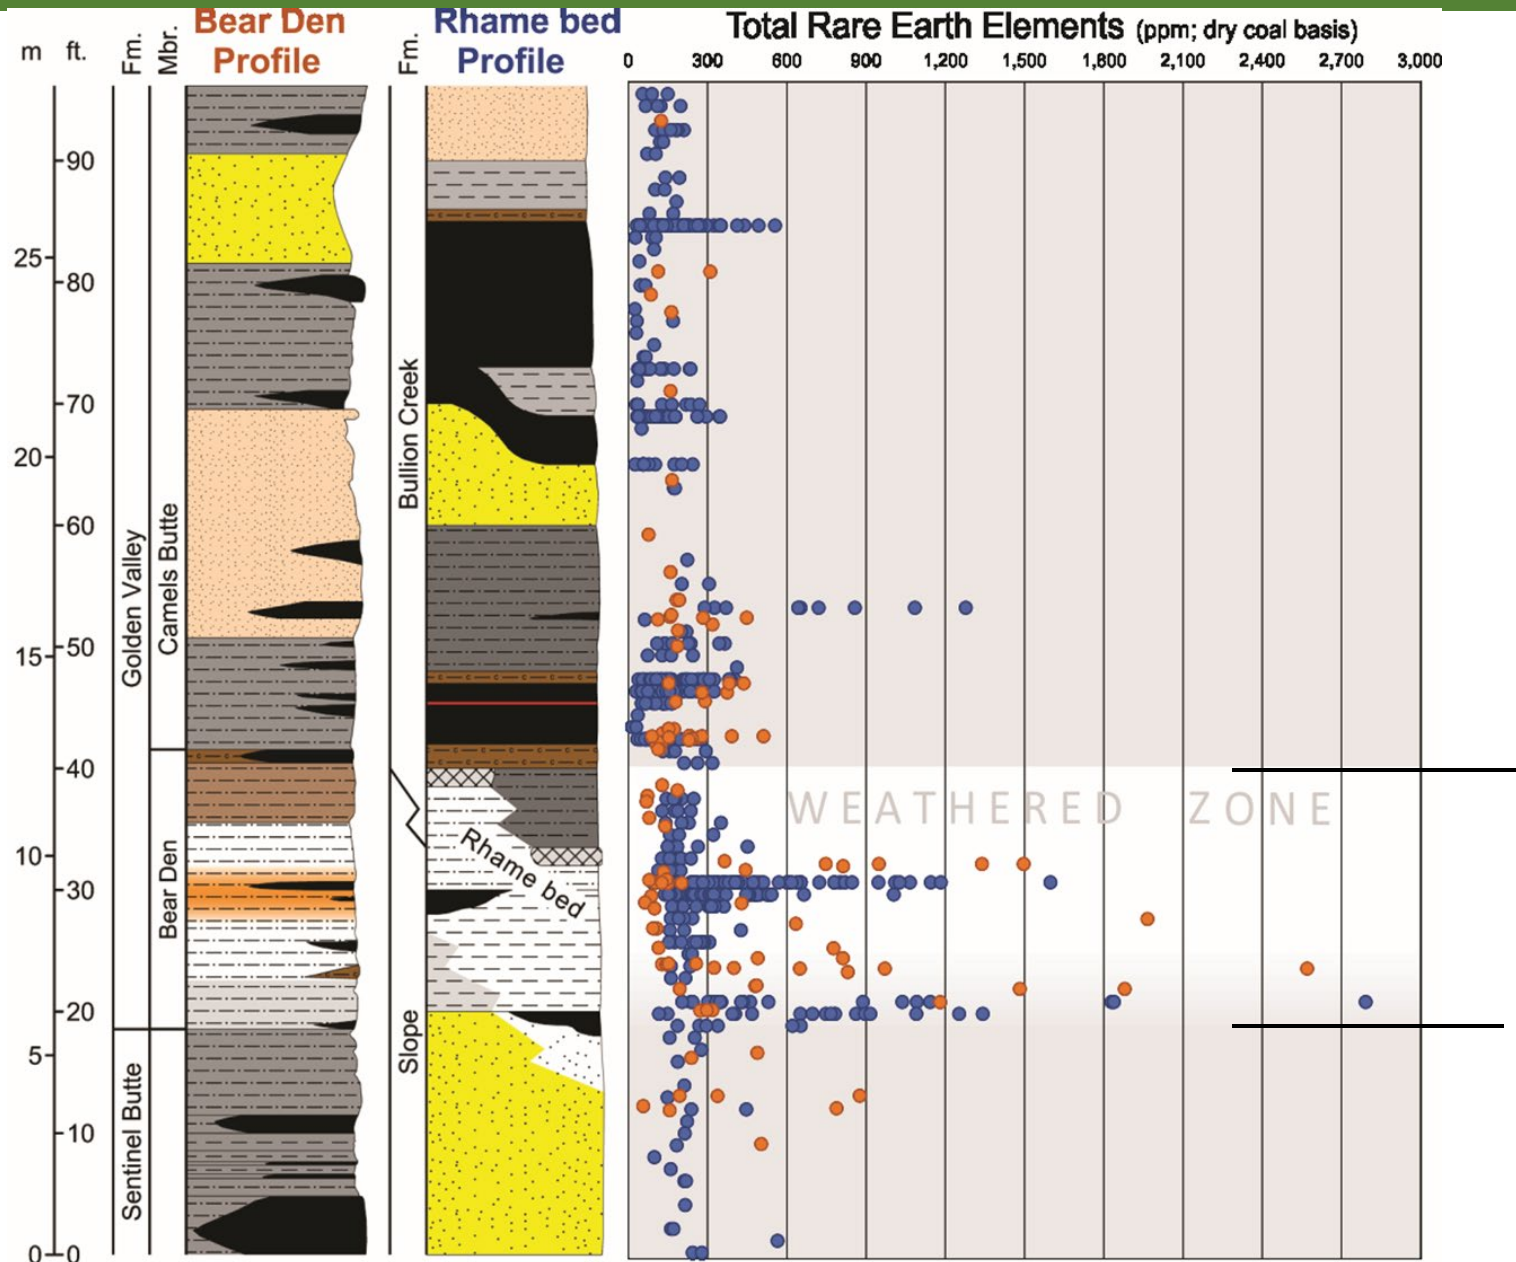 Bear Den
Profile
Rhame bed
Profile
Total Rare Earth Elements (ppm; dry coal basis)
m ft. Fm. Mbr. Fm.
0 300 600 900 1,200 1,500 1,800 2,100 2,400 2,700 3,000
90
25
80
70
20
60
50
15
40
10
30
20
5
10
0 0
Golden Valley
Camels Butte
Bear Den
Sentinel Butte
Bullion Creek
Slope
Rhame bed
WEATHERED ZONE